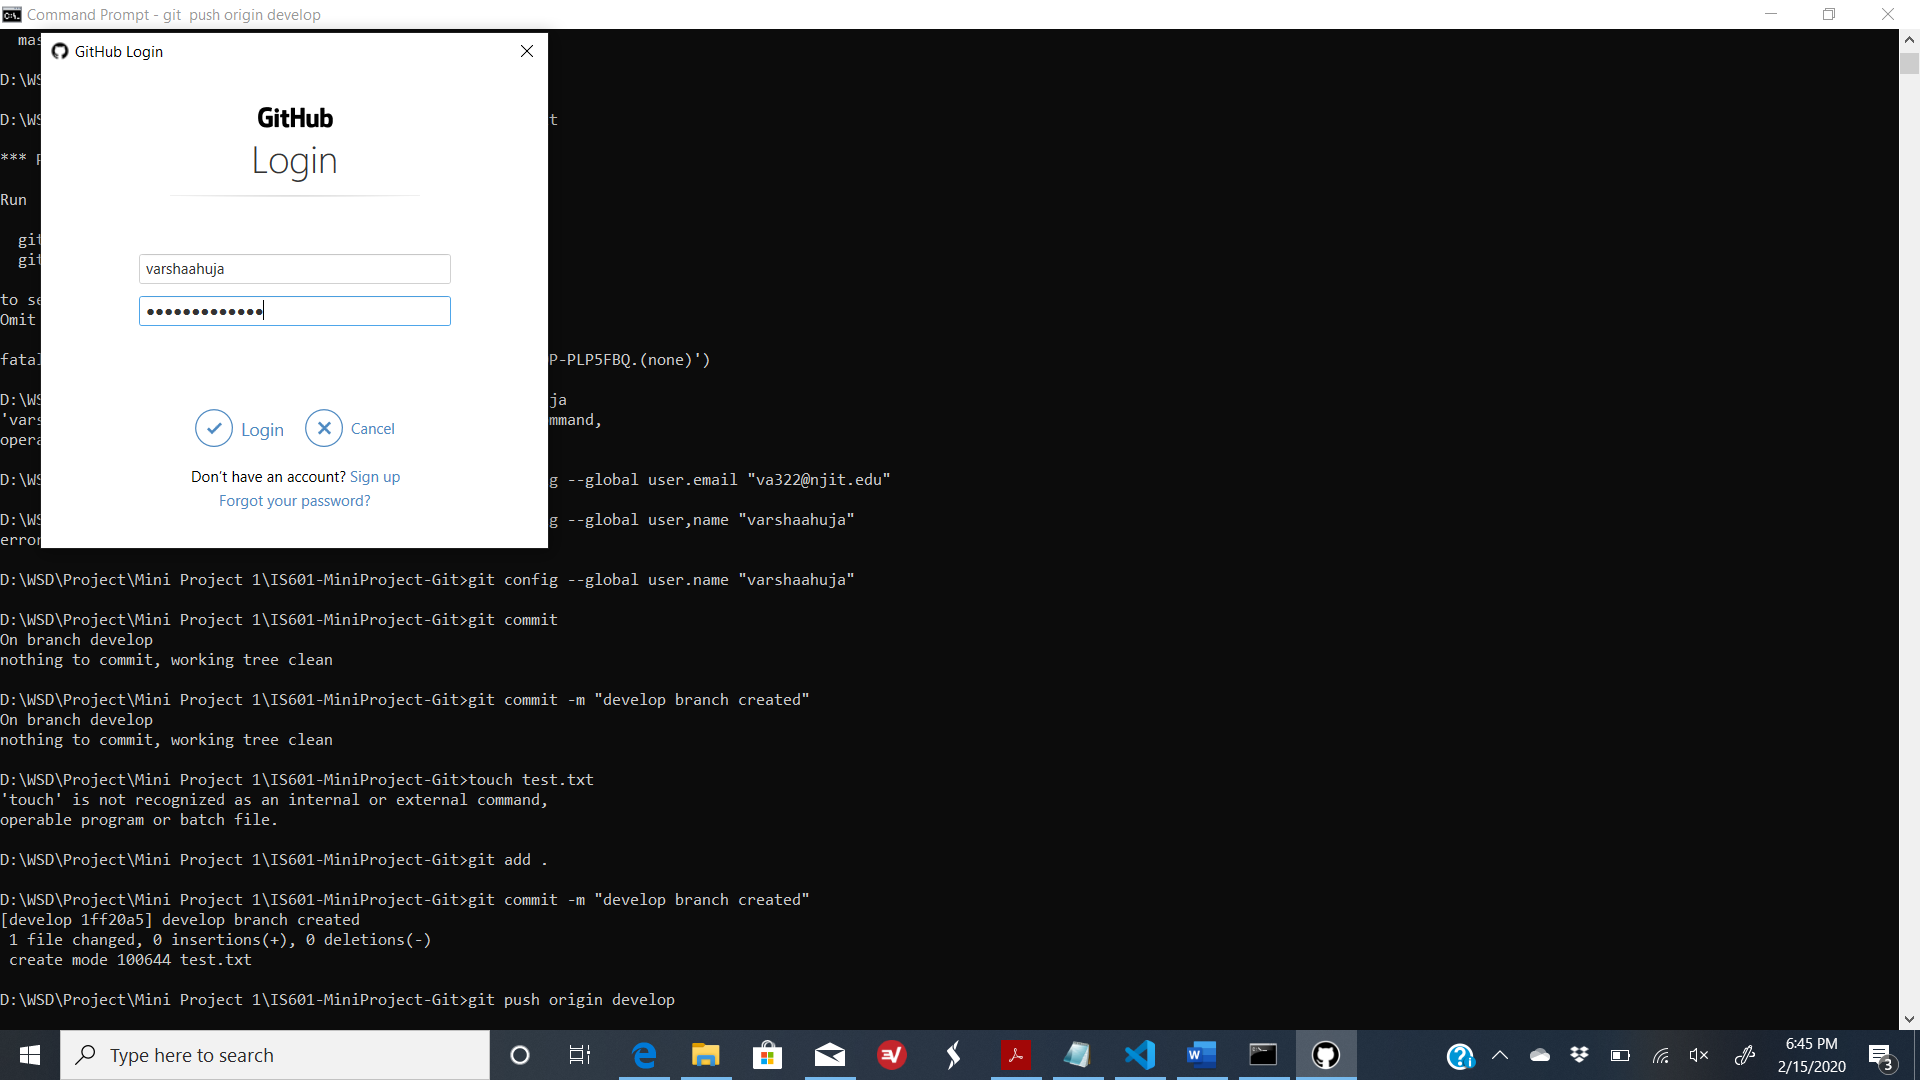 Command Prompt - git  push origin develop
GitHub Login
GitHub
Login
varshaahuja
Login
Cancel
Don't have an account? Sign up
Forgot your password?
t
*** 
Run
git
git
to se
Omit
fatal
P-PLP5FBQ.(none)')
D:\WS
ja
'vars
mmand,
opera
D:\WS
g --global user.email "va322@njit.edu"
D:\WS
g --global user,name "varshaahuja"
error
D:\WSD\Project\Mini Project 1\IS601-MiniProject-Git>git config --global user.name "varshaahuja"
D:\WSD\Project\Mini Project 1\IS601-MiniProject-Git>git commit
On branch develop
nothing to commit, working tree clean
D:\WSD\Project\Mini Project 1\IS601-MiniProject-Git>git commit -m "develop branch created"
On branch develop
nothing to commit, working tree clean
D:\WSD\Project\Mini Project 1\IS601-MiniProject-Git>touch test.txt
'touch' is not recognized as an internal or external command,
operable program or batch file.
D:\WSD\Project\Mini Project 1\IS601-MiniProject-Git>git add .
D:\WSD\Project\Mini Project 1\IS601-MiniProject-Git>git commit -m "develop branch created"
[develop 1ff20a5] develop branch created
1 file changed, 0 insertions(+), 0 deletions(-)
create mode 100644 test.txt
D:\WSD\Project\Mini Project 1\IS601-MiniProject-Git>git push origin develop
Type here to search
6:45 PM
2/15/2020
3